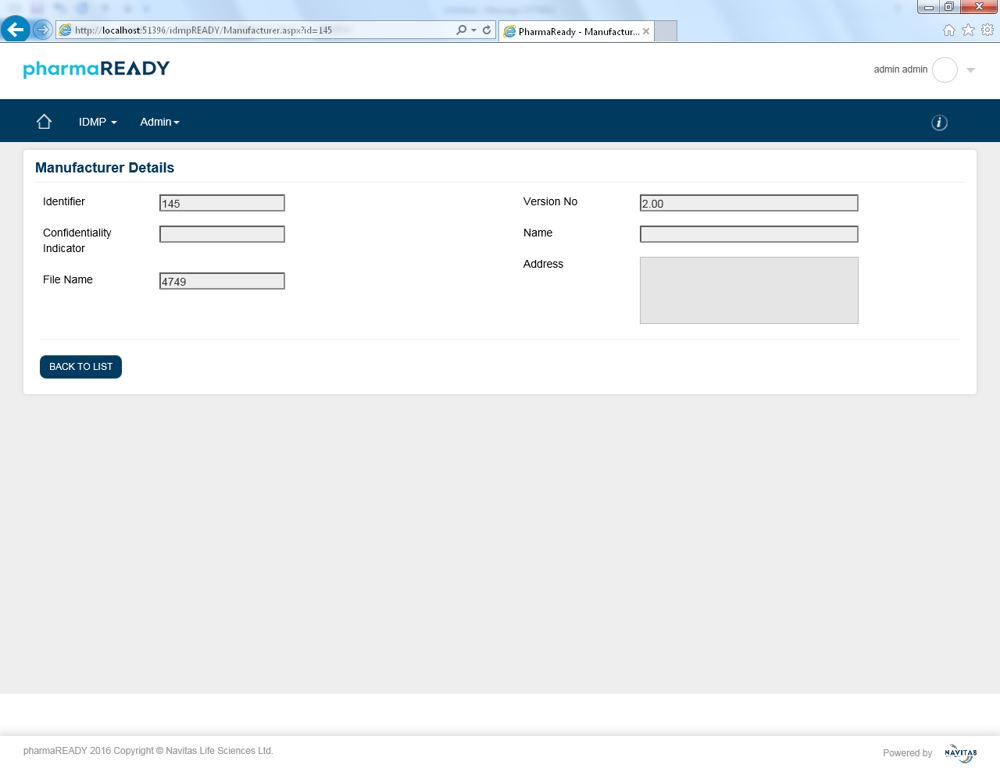 http://localhost:51396/idmpREADY/Manufacturer.aspx?id=145
PharmaReady - Manufactur...
pharmaREADY
admin admin
IDMP
Admin
i
Manufacturer Details
Identifier
145
Version No
2.00
Confidentiality
Indicator
Name
Address
File Name
4749
BACK TO LIST
pharmaREADY 2016 Copyright © Navitas Life Sciences Ltd.
Powered by
NAVITAS